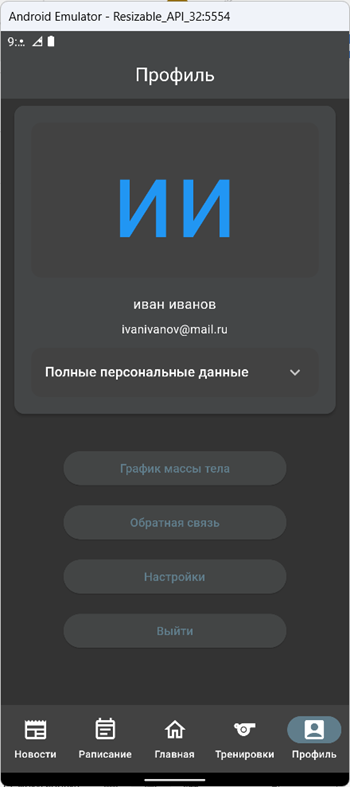 Android Emulator - Resizable_API_32:5554
9:..
Профиль
ИИ
иван иванов
ivanivanov@mail.ru
Полные персональные данные
График массы тела
Обратная связь
Настройки
Выйти
Новости Раписание Главная Тренировки Профиль